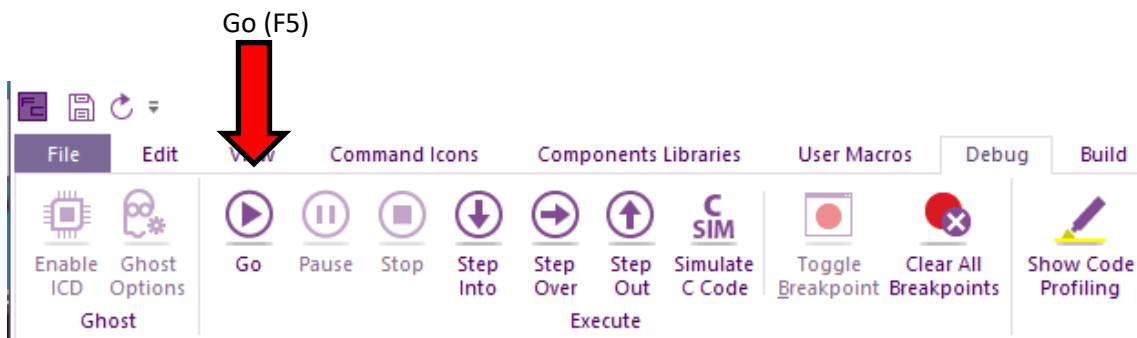 Go (F5)
FC
File Edit View Command Icons Components Libraries User Macros Debug Build
C
SIM
Enable ICD
Ghost Options
Go
Pause
Stop
Step Into
Step Over
Step Out
Simulate C Code
Toggle Breakpoint
Clear All Breakpoints
Show Code Profiling
Ghost
Execute